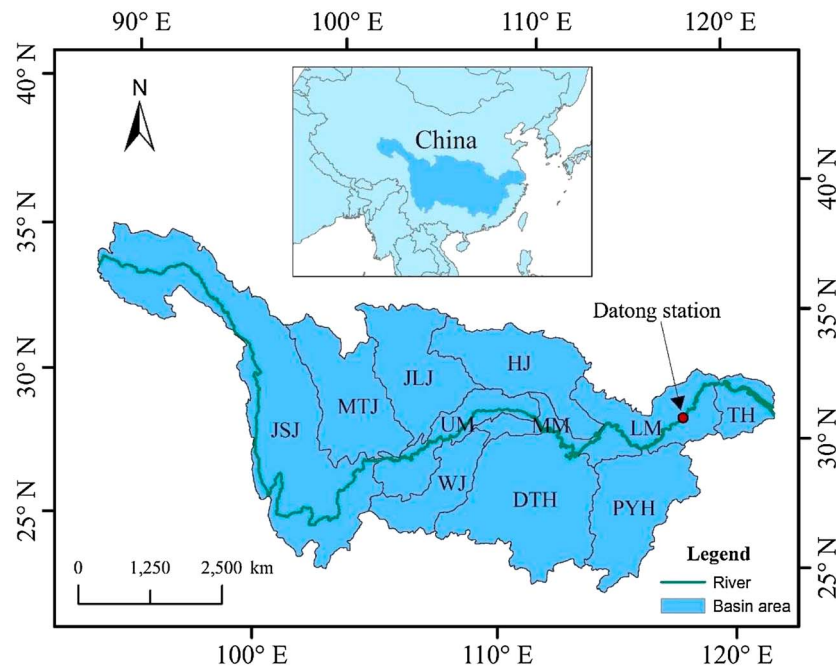 90° E 100° E 110° E 120° E
40° N
35° N
30° N
25° N
N
China
Datong station
HJ
JLJ
MTJ
JSJ
UM
MM
LM
TH
WJ
DTH
PYH
40° N
35° N
30° N
25° N
0 1,250 2,500 km
Legend
River
Basin area
100° E 110° E 120° E